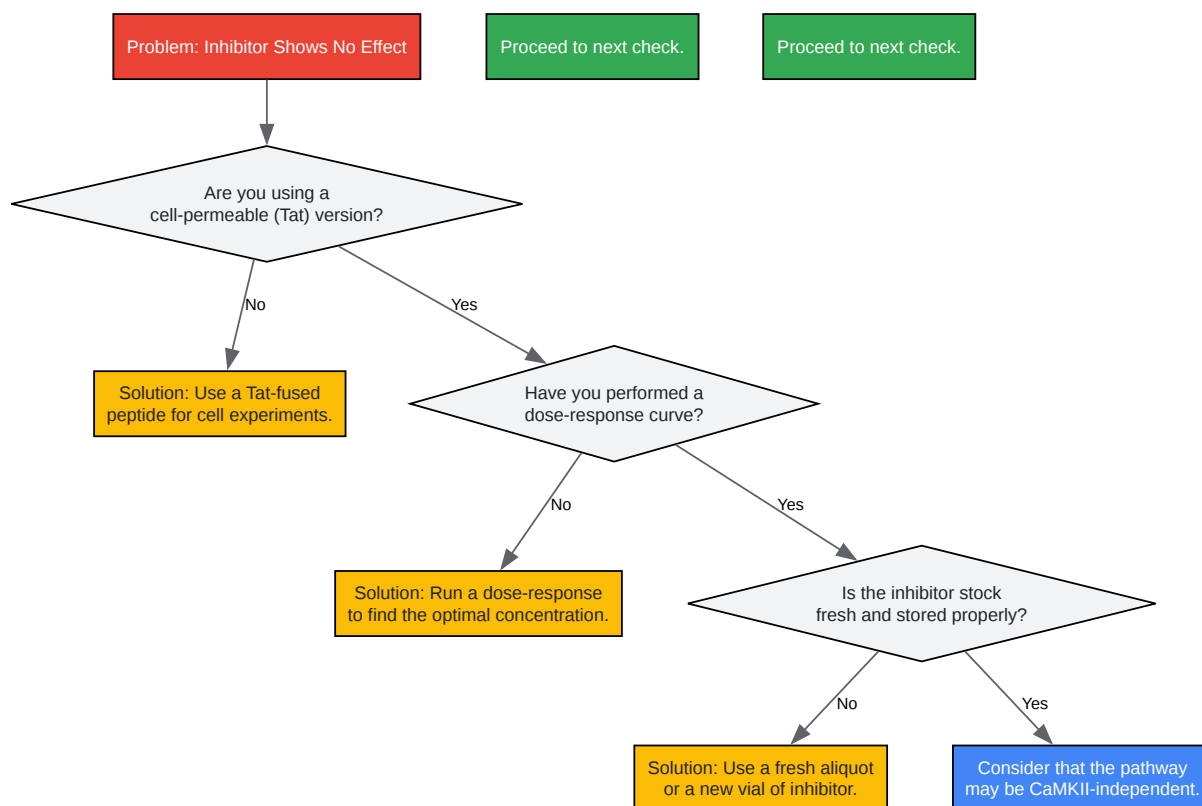 Problem: Inhibitor Shows No Effect
Proceed to next check.
Proceed to next check.
Are you using a
cell-permeable (Tat) version?
No
Yes
Solution: Use a Tat-fused
peptide for cell experiments.
Have you performed a
dose-response curve?
No
Yes
Solution: Run a dose-response
to find the optimal concentration.
Is the inhibitor stock
fresh and stored properly?
No
Yes
Solution: Use a fresh aliquot
or a new vial of inhibitor.
Consider that the pathway
may be CaMKII-independent.